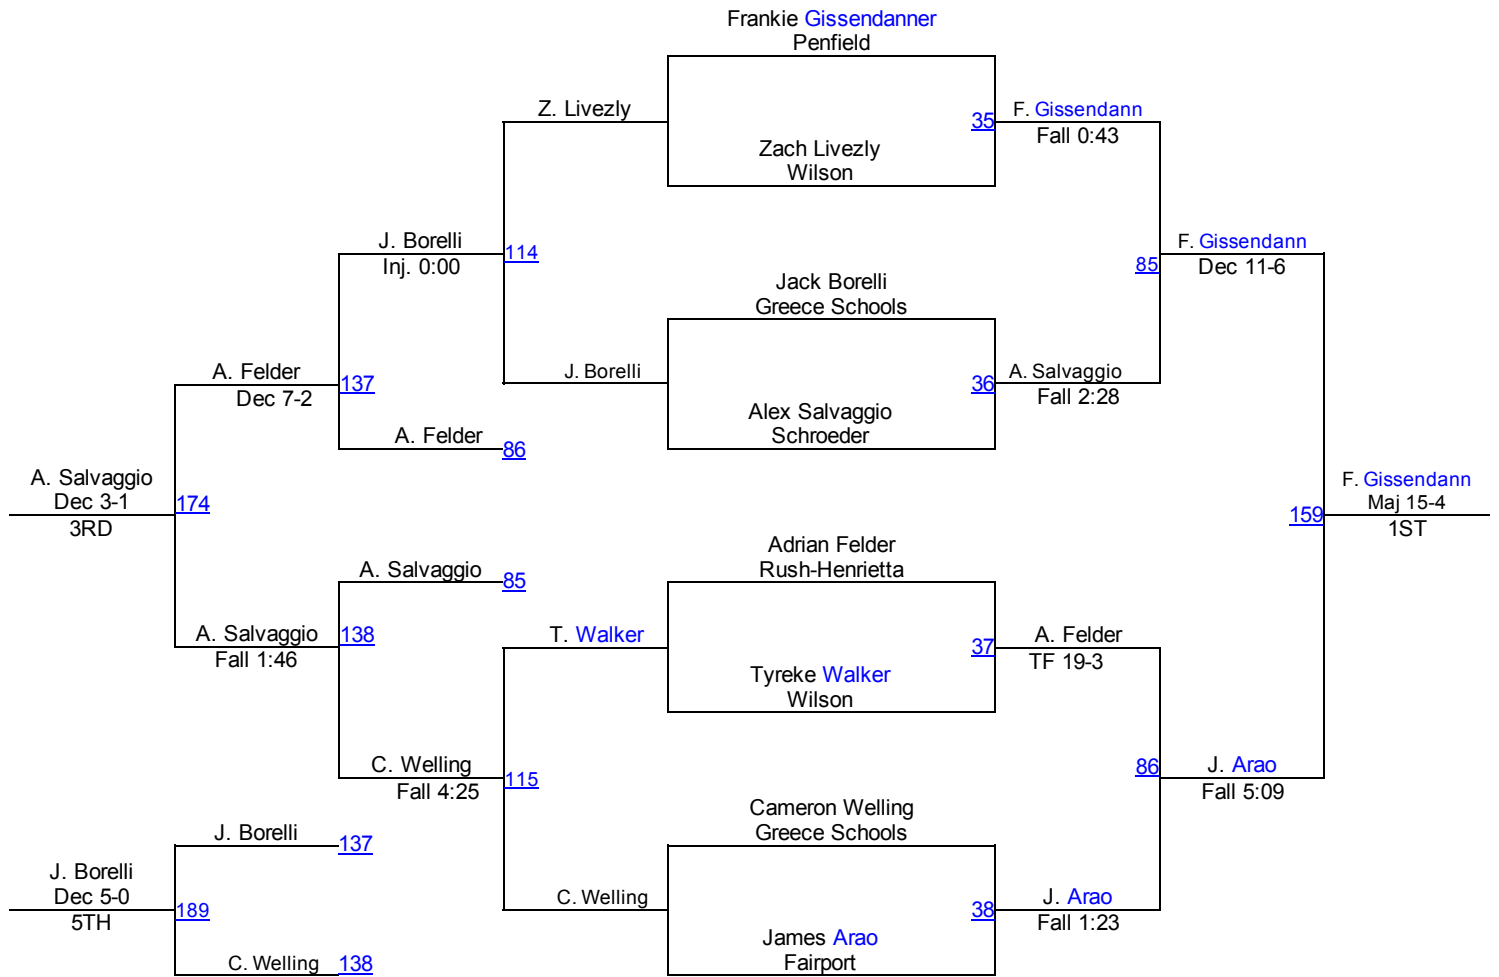 Frankie Gissendanner
Penfield
Z. Livezly
35
F. Gissendann
Fall 0:43
Zach Livezly
Wilson
J. Borelli
Inj. 0:00
114
85
F. Gissendann
Dec 11-6
Jack Borelli
Greece Schools
A. Felder
Dec 7-2
137
J. Borelli
36
A. Salvaggio
Fall 2:28
Alex Salvaggio
Schroeder
A. Felder
86
A. Salvaggio
Dec 3-1
3RD
174
159
F. Gissendann
Maj 15-4
1ST
Adrian Felder
Rush-Henrietta
A. Salvaggio
85
A. Salvaggio
Fall 1:46
138
T. Walker
37
A. Felder
TF 19-3
Tyreke Walker
Wilson
C. Welling
Fall 4:25
115
86
J. Arao
Fall 5:09
Cameron Welling
Greece Schools
J. Borelli
137
J. Borelli
Dec 5-0
5TH
189
C. Welling
38
J. Arao
Fall 1:23
James Arao
Fairport
C. Welling
138